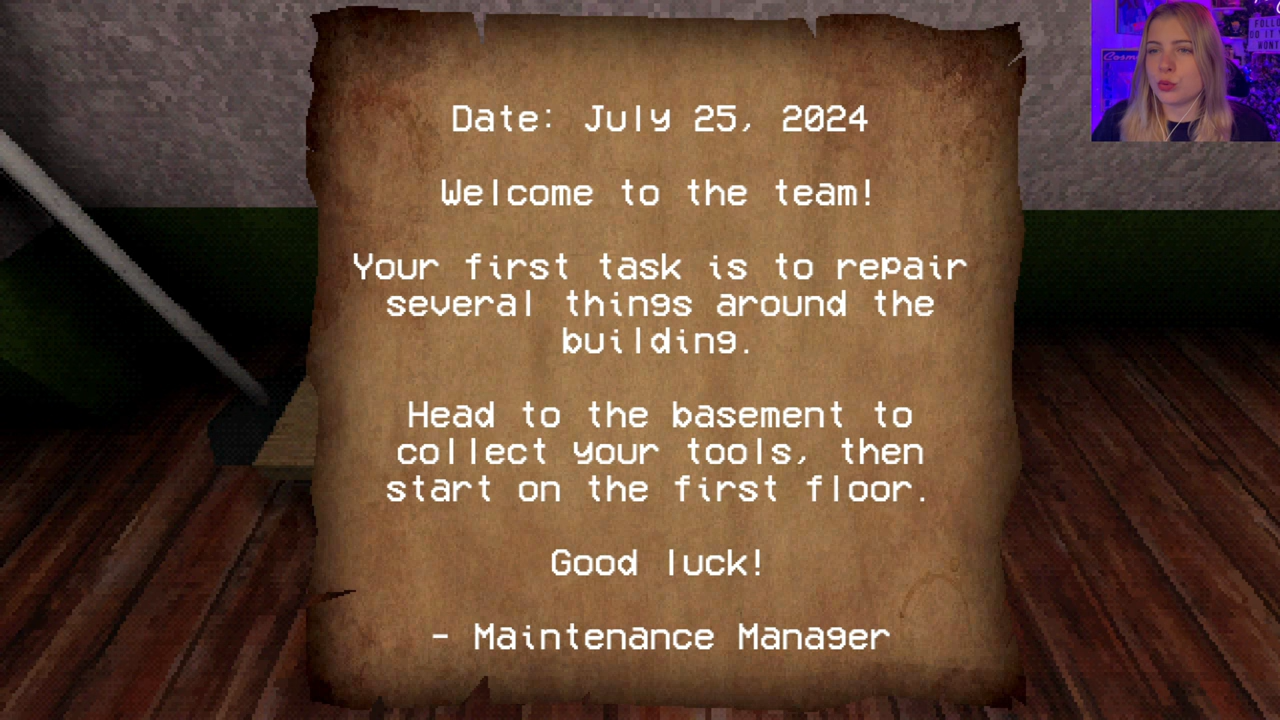 Date: July 25, 2024
Welcome to the team!
Your first task is to repair
several things around the
building.
Head to the basement to
collect your tools, then
start on the first floor.
Good luck!
- Maintenance Manager